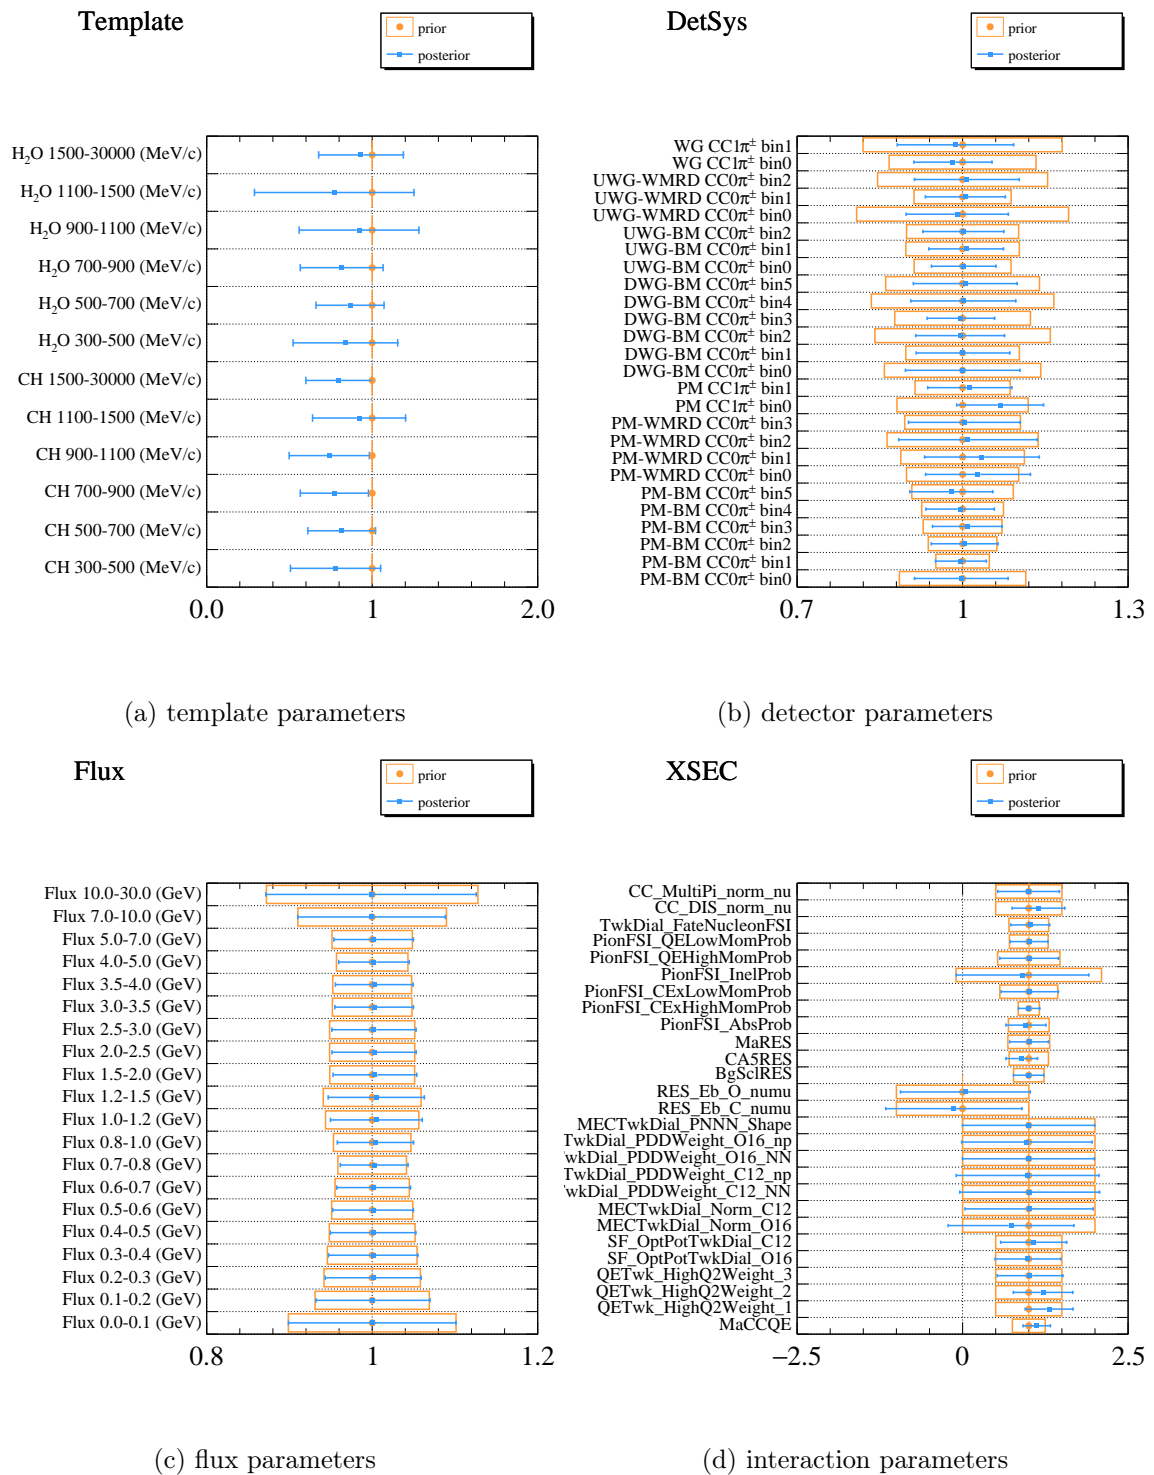 Template
prior
posterior
H₂O 1500-30000 (MeV/c)
H₂O 1100-1500 (MeV/c)
H₂O 900-1100 (MeV/c)
H₂O 700-900 (MeV/c)
H₂O 500-700 (MeV/c)
H₂O 300-500 (MeV/c)
CH 1500-30000 (MeV/c)
CH 1100-1500 (MeV/c)
CH 900-1100 (MeV/c)
CH 700-900 (MeV/c)
CH 500-700 (MeV/c)
CH 300-500 (MeV/c)
0.0 1 2.0
(a) template parameters
DetSys
prior
posterior
WG CC1π± bin1
WG CC1π± bin0
UWG-WMRD CC0π± bin2
UWG-WMRD CC0π± bin1
UWG-WMRD CC0π± bin0
UWG-BM CC0π± bin2
UWG-BM CC0π± bin1
UWG-BM CC0π± bin0
DWG-BM CC0π± bin5
DWG-BM CC0π± bin4
DWG-BM CC0π± bin3
DWG-BM CC0π± bin2
DWG-BM CC0π± bin1
DWG-BM CC0π± bin0
PM CC1π± bin1
PM CC1π± bin0
PM-WMRD CC0π± bin3
PM-WMRD CC0π± bin2
PM-WMRD CC0π± bin1
PM-WMRD CC0π± bin0
PM-BM CC0π± bin5
PM-BM CC0π± bin4
PM-BM CC0π± bin3
PM-BM CC0π± bin2
PM-BM CC0π± bin1
PM-BM CC0π± bin0
0.7 1 1.3
(b) detector parameters
Flux
prior
posterior
Flux 10.0-30.0 (GeV)
Flux 7.0-10.0 (GeV)
Flux 5.0-7.0 (GeV)
Flux 4.0-5.0 (GeV)
Flux 3.5-4.0 (GeV)
Flux 3.0-3.5 (GeV)
Flux 2.5-3.0 (GeV)
Flux 2.0-2.5 (GeV)
Flux 1.5-2.0 (GeV)
Flux 1.2-1.5 (GeV)
Flux 1.0-1.2 (GeV)
Flux 0.8-1.0 (GeV)
Flux 0.7-0.8 (GeV)
Flux 0.6-0.7 (GeV)
Flux 0.5-0.6 (GeV)
Flux 0.4-0.5 (GeV)
Flux 0.3-0.4 (GeV)
Flux 0.2-0.3 (GeV)
Flux 0.1-0.2 (GeV)
Flux 0.0-0.1 (GeV)
0.8 1 1.2
(c) flux parameters
XSEC
prior
posterior
CC_MultiPi_norm_nu
CC_DIS_norm_nu
TwkDial_FateNucleonFSI
PionFSI_QELowMomProb
PionFSI_QEHighMomProb
PionFSI_InelProb
PionFSI_CExLowMomProb
PionFSI_CExHighMomProb
PionFSI_AbsProb
MaRES
CA5RES
BgSclRES
RES_Eb_O_numu
RES_Eb_C_numu
MECTwkDial_PNNN_Shape
TwkDial_PDDWeight_O16_np
wkDial_PDDWeight_O16_NN
TwkDial_PDDWeight_C12_np
wkDial_PDDWeight_C12_NN
MECTwkDial_Norm_C12
MECTwkDial_Norm_O16
SF_OptPotTwkDial_C12
SF_OptPotTwkDial_O16
QETwk_HighQ2Weight_3
QETwk_HighQ2Weight_2
QETwk_HighQ2Weight_1
MaCCQE
−2.5 0 2.5
(d) interaction parameters